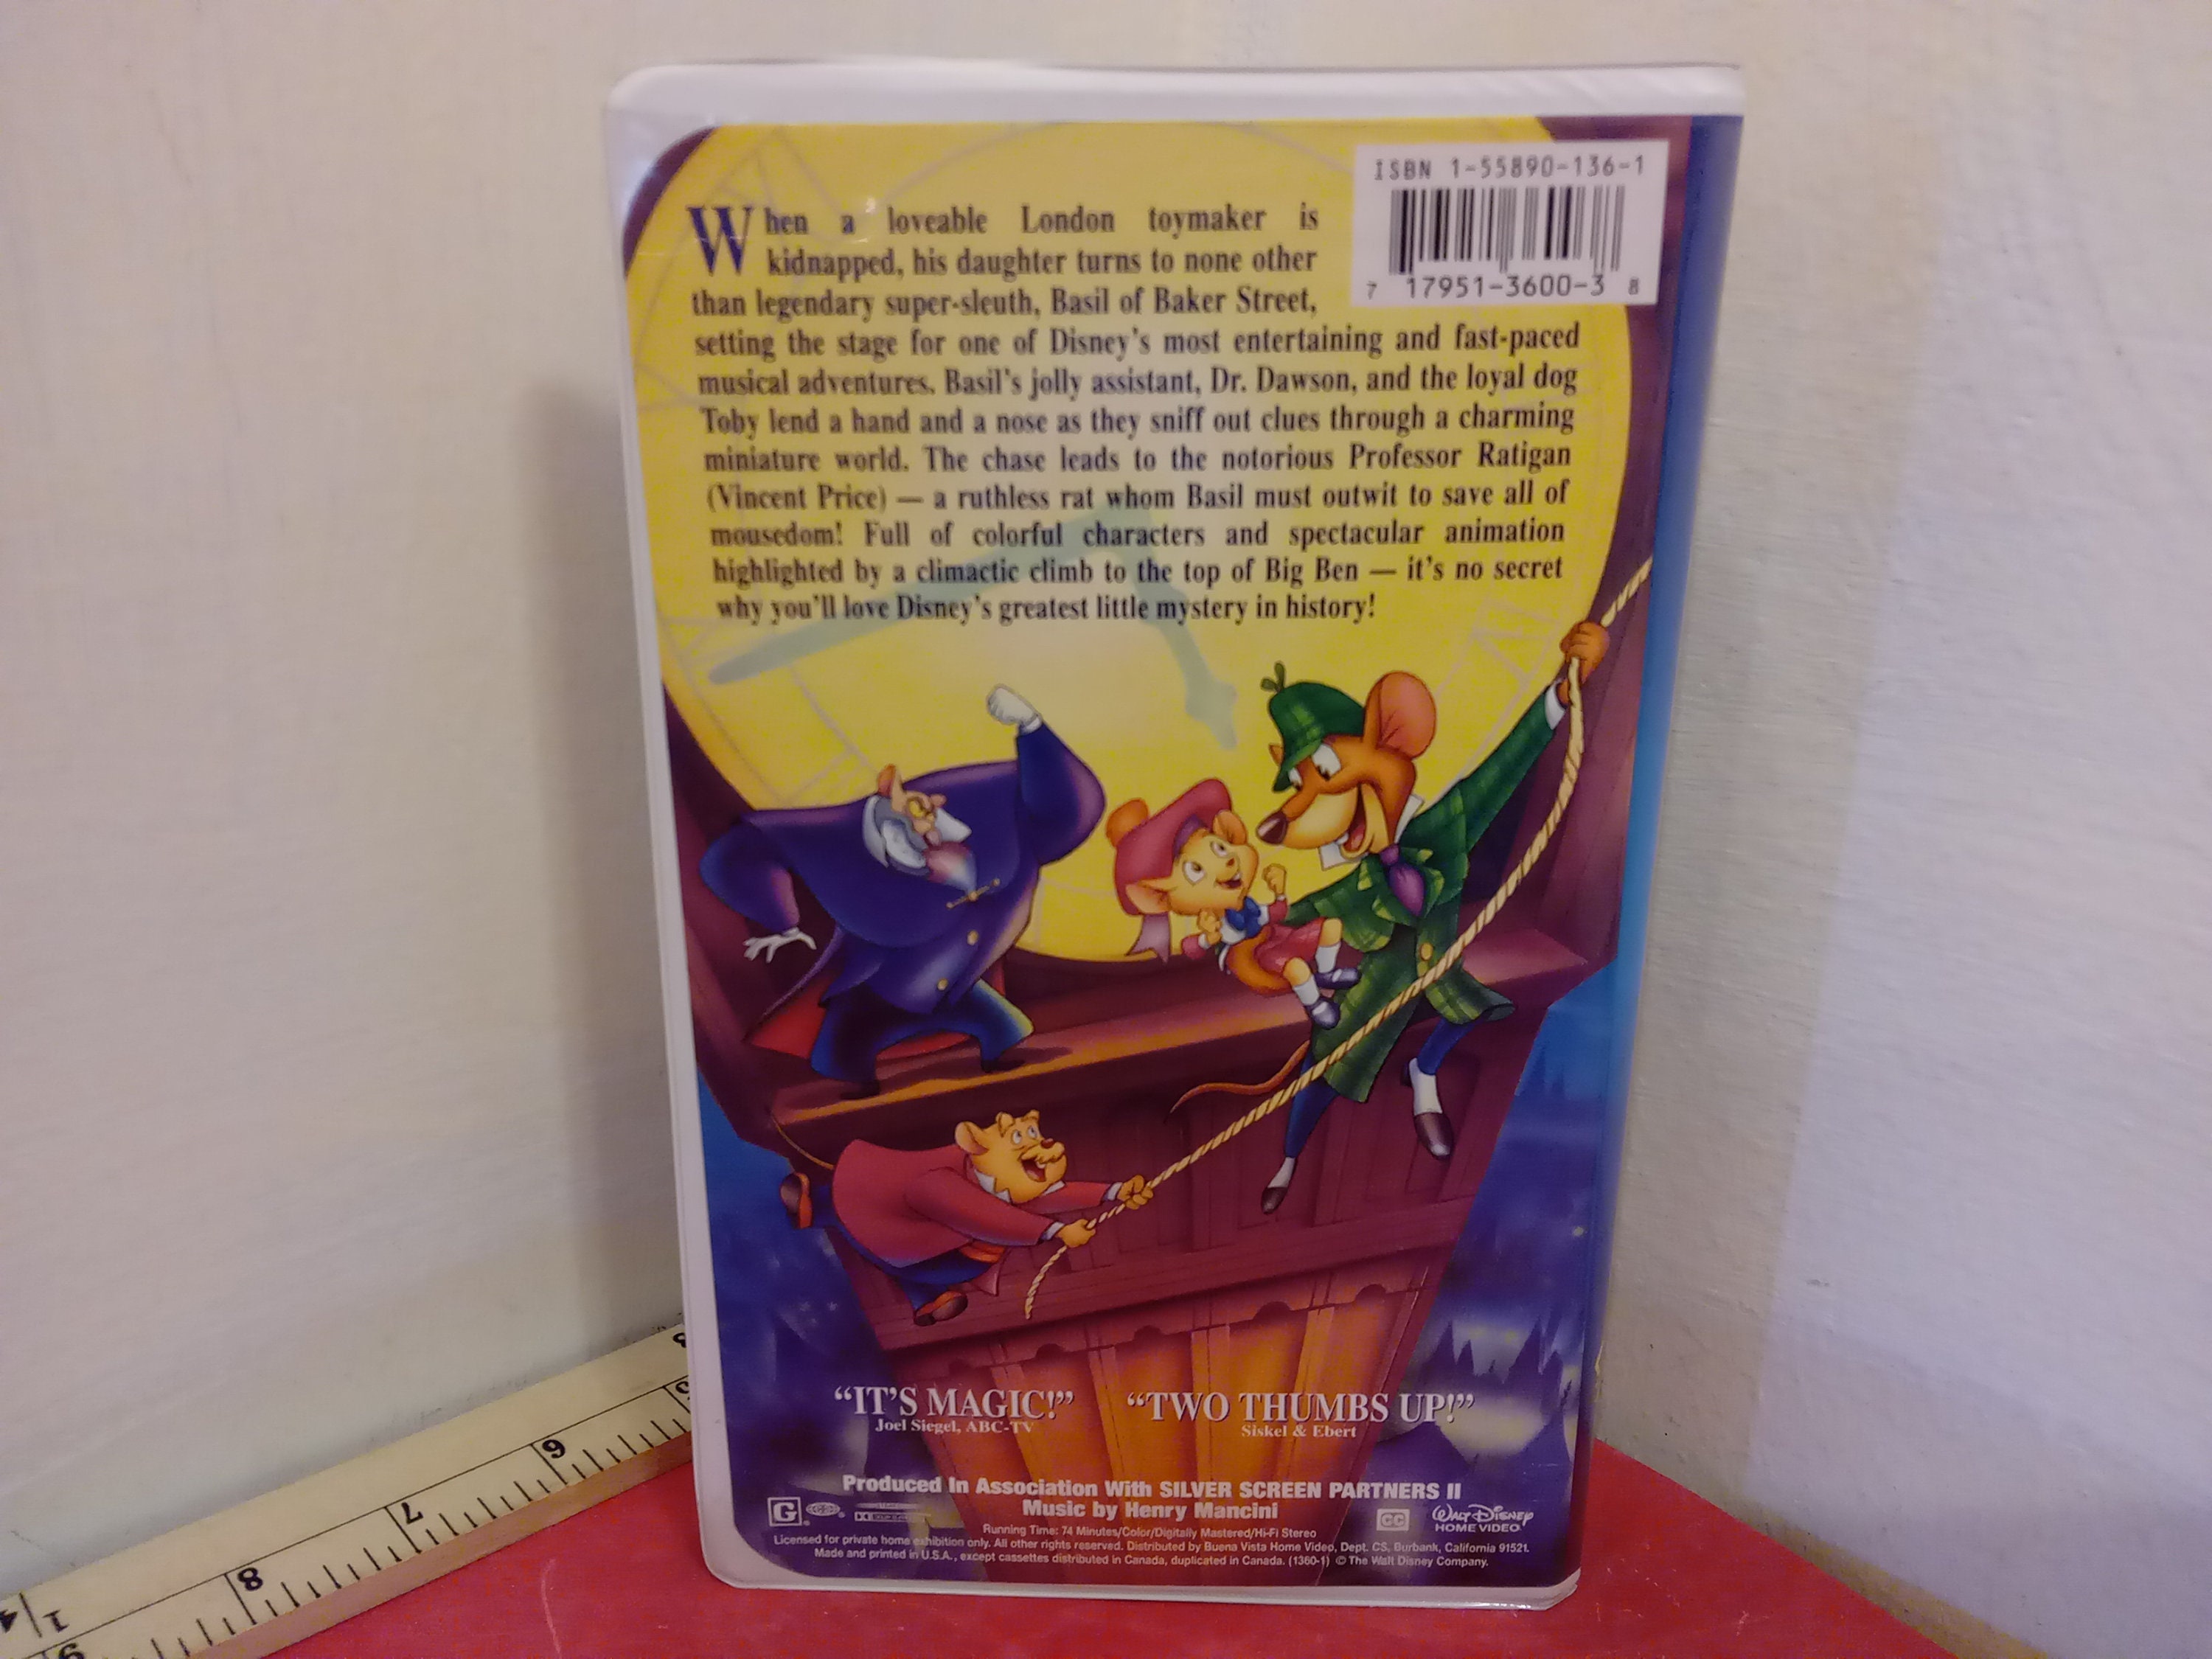 ISBN 1-55890-136-1
7 17951-3600-3 8
When a loveable London toymaker is
kidnapped, his daughter turns to none other
than legendary super-sleuth, Basil of Baker Street,
setting the stage for one of Disney's most entertaining and fast-paced
musical adventures. Basil's jolly assistant, Dr. Dawson, and the loyal dog
Toby lend a hand and a nose as they sniff out clues through a charming
miniature world. The chase leads to the notorious Professor Ratigan
(Vincent Price) — a ruthless rat whom Basil must outwit to save all of
mousedom! Full of colorful characters and spectacular animation
highlighted by a climactic climb to the top of Big Ben — it's no secret
why you'll love Disney's greatest little mystery in history!
"IT'S MAGIC!" "TWO THUMBS UP!"
Joel Siegel, ABC-TV Siskel & Ebert
Produced In Association With SILVER SCREEN PARTNERS II
Music by Henry Mancini
G CC WALT DISNEY
HOME VIDEO
Running Time: 74 Minutes/Color/Digitally Mastered/Hi-Fi Stereo
Licensed for private home exhibition only. All other rights reserved. Distributed by Buena Vista Home Video, Dept. CS, Burbank, California 91521.
Made and printed in U.S.A., except cassettes distributed in Canada, duplicated in Canada. (1360-1) © The Walt Disney Company.
6
7
8
9
1/4